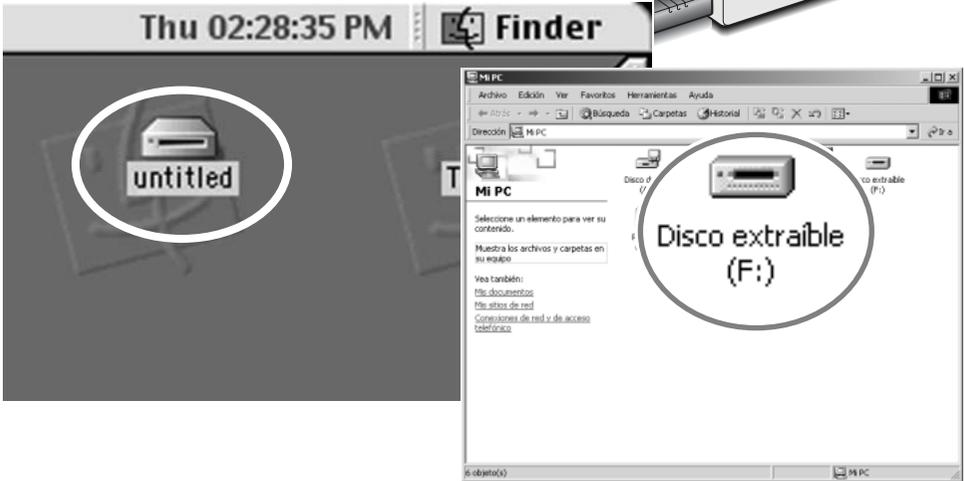 Thu 02:28:35 PM Finder
untitled
T
Mi PC
Archivo Edición Ver Favoritos Herramientas Ayuda
Atrás Búsqueda Carpetas Historial
Dirección Mi PC Ir a
Mi PC
Seleccione un elemento para ver su
contenido.
Muestra los archivos y carpetas en
su equipo
Vea también:
Mis documentos
Mis sitios de red
Conexiones de red y de acceso
telefónico
Disco extraíble
(F:)
(F:)
6 objeto(s) Mi PC